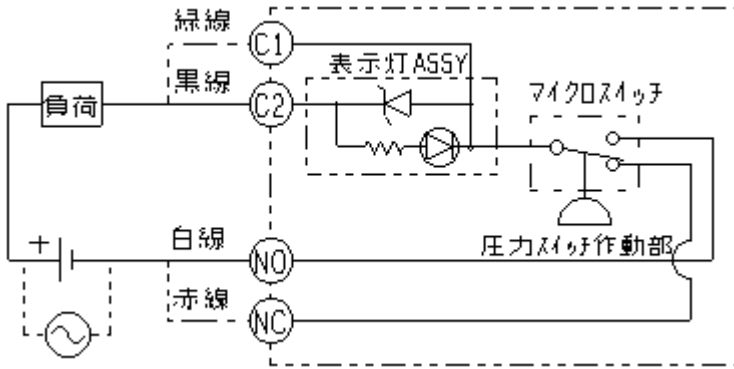 緑線
C1
黒線
C2
表示灯ASSY
負荷
ﾏｲｸﾛｽｲｯﾁ
+
白線
NO
圧力ｽｲｯﾁ作動部
赤線
NC